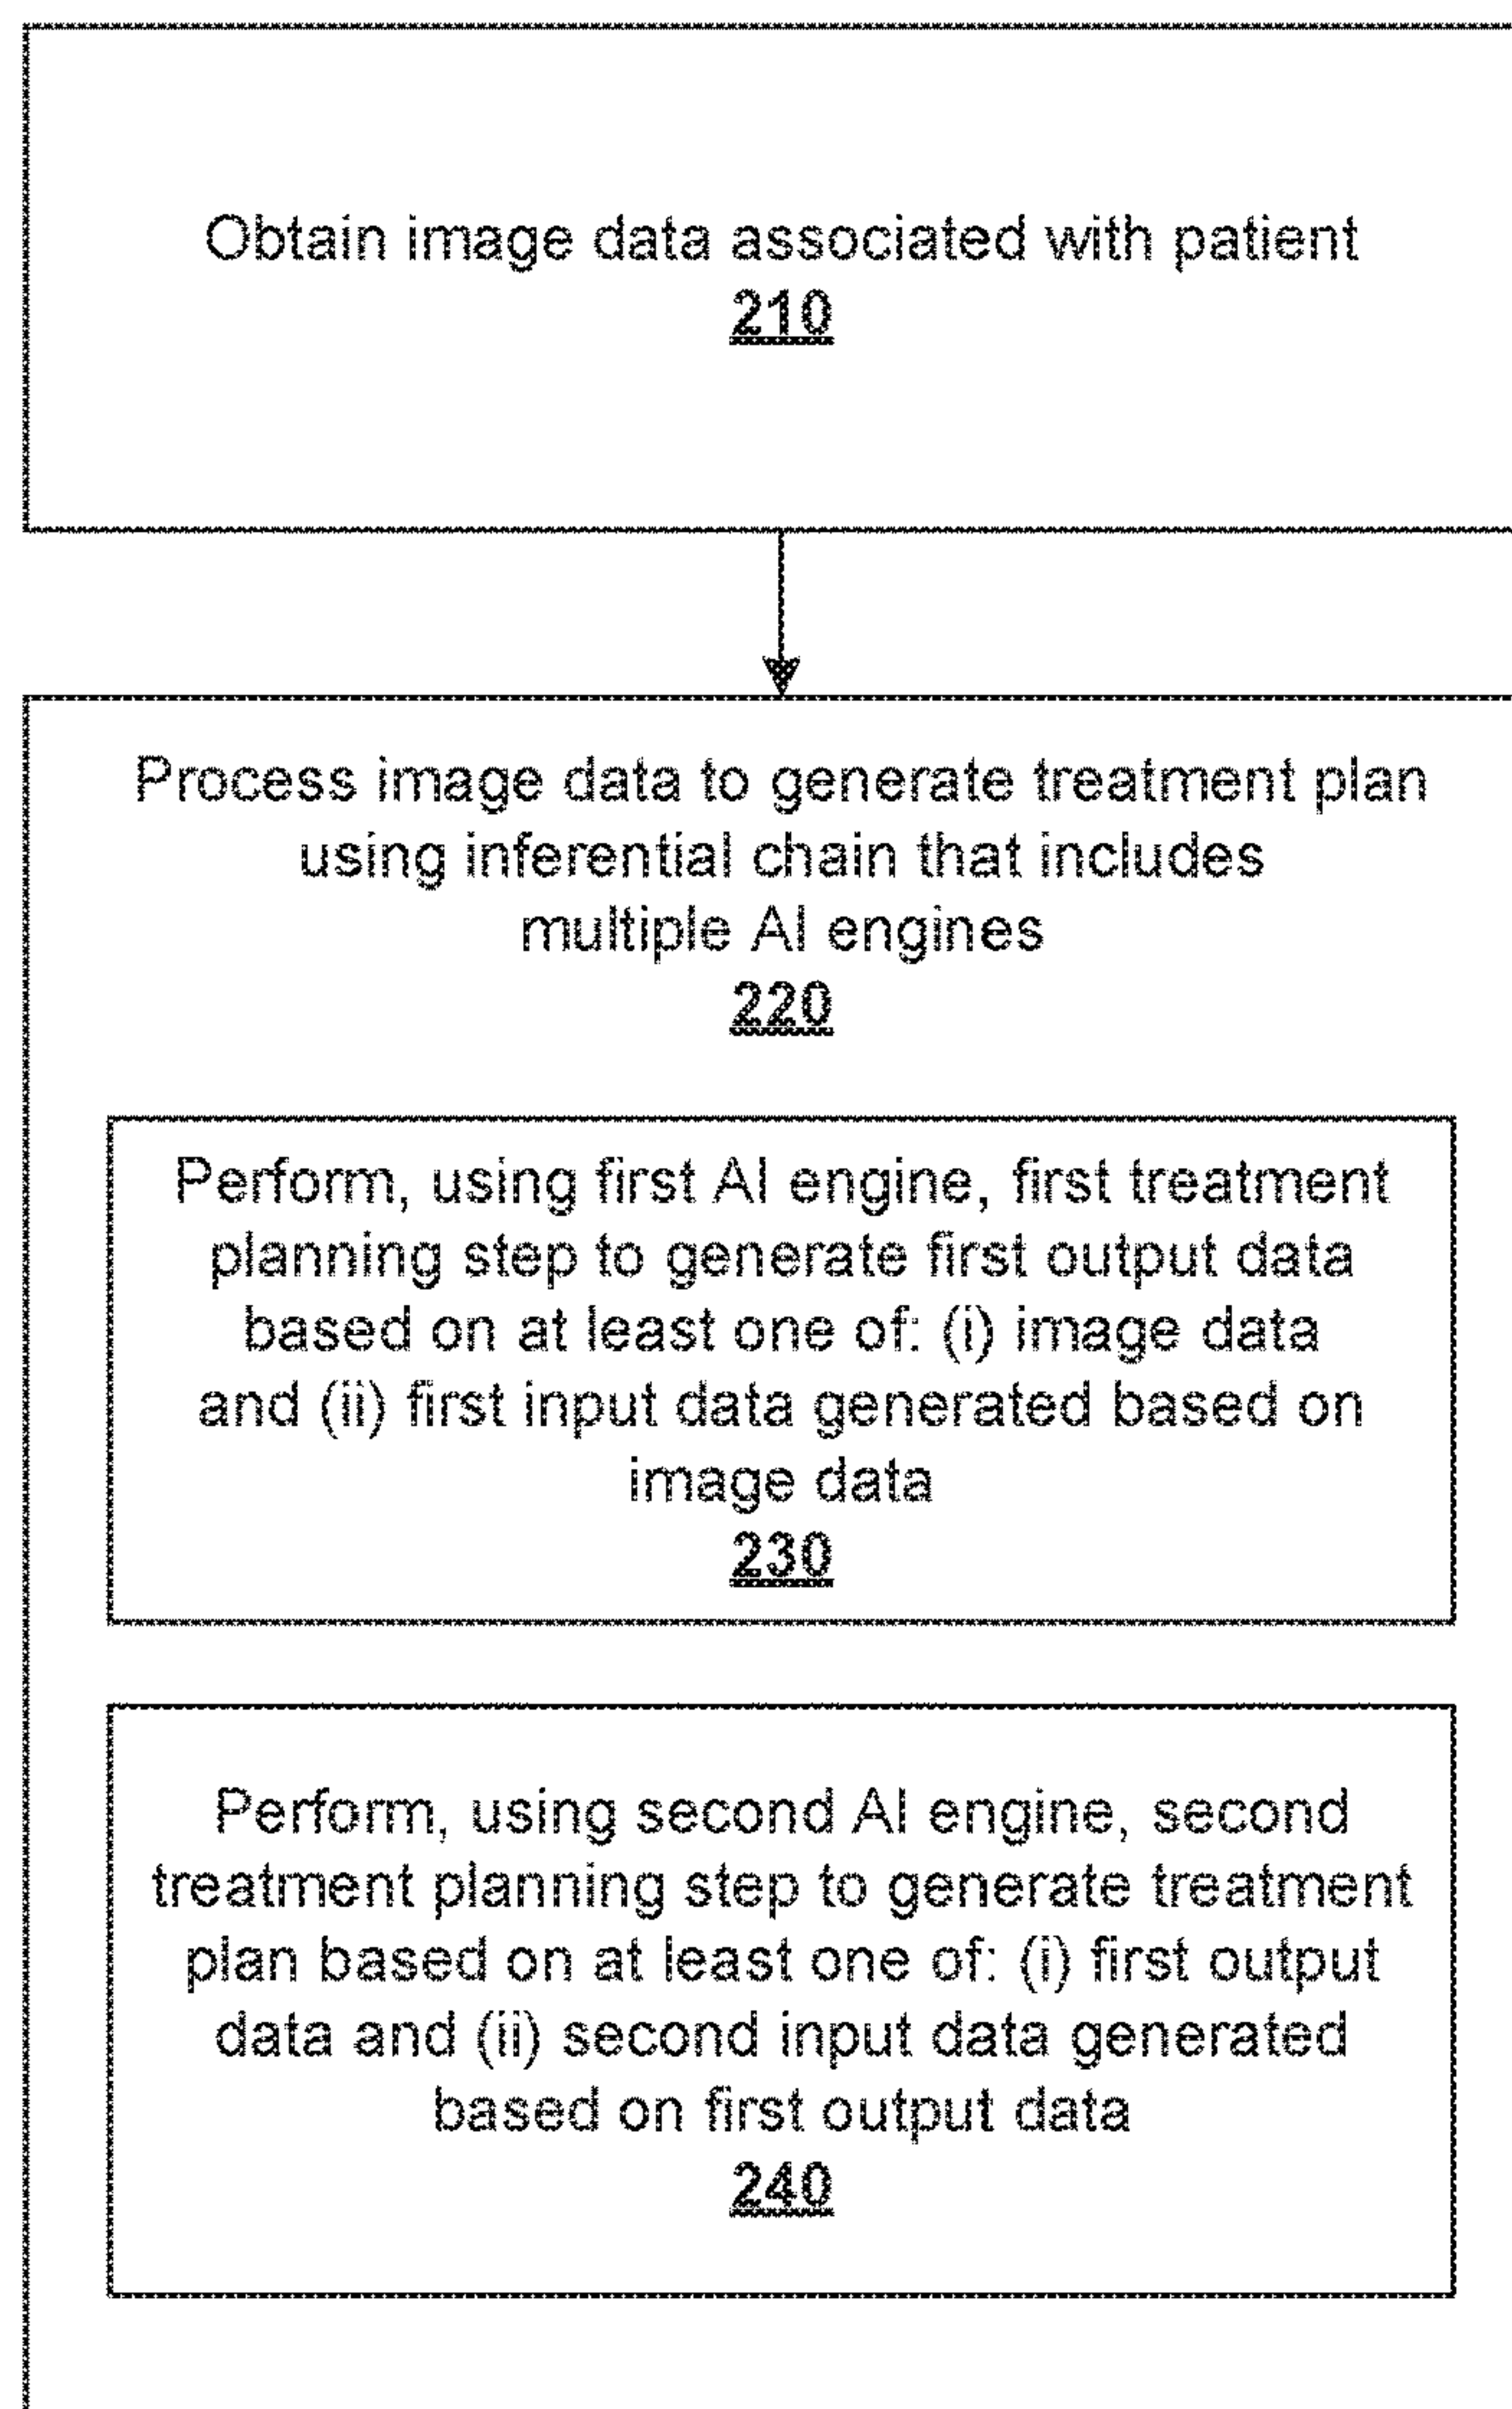 Obtain image data associated with patient
210
Process image data to generate treatment plan
using inferential chain that includes
multiple AI engines
220
Perform, using first AI engine, first treatment
planning step to generate first output data
based on at least one of: (i) image data
and (ii) first input data generated based on
image data
230
Perform, using second AI engine, second
treatment planning step to generate treatment
plan based on at least one of: (i) first output
data and (ii) second input data generated
based on first output data
240